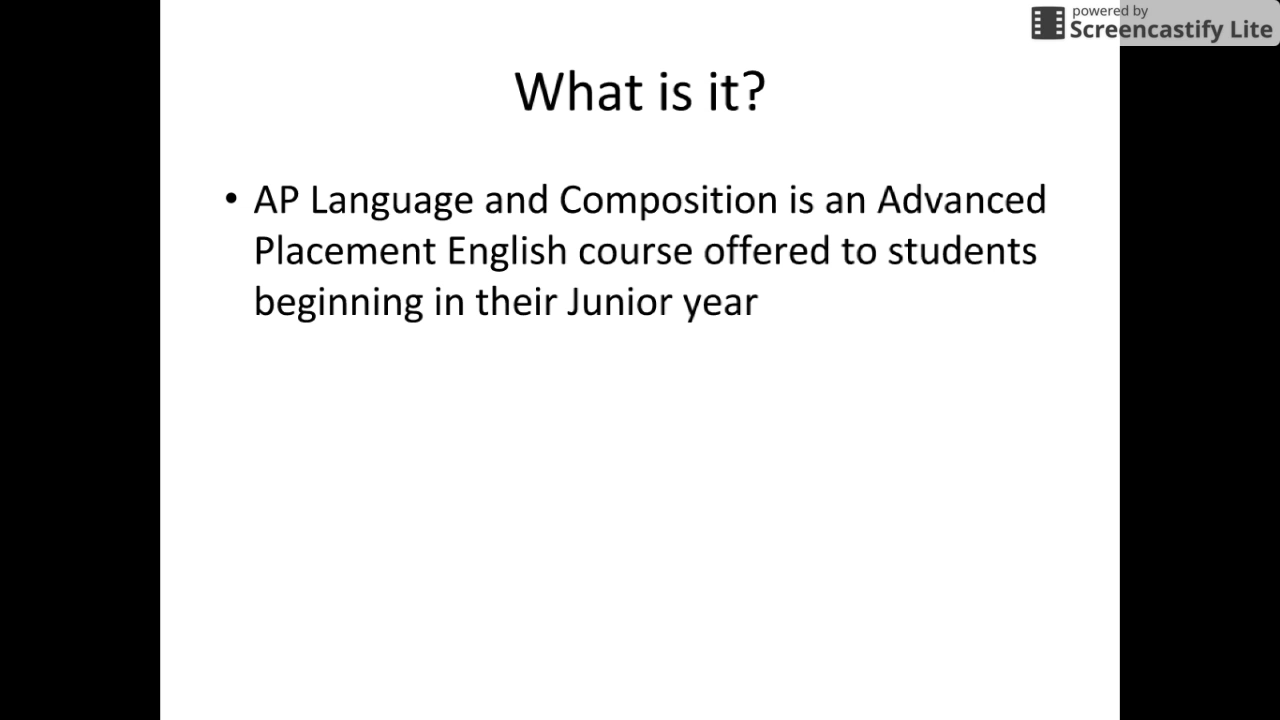 powered by
Screencastify Lite
What is it?
• AP Language and Composition is an Advanced
Placement English course offered to students
beginning in their Junior year